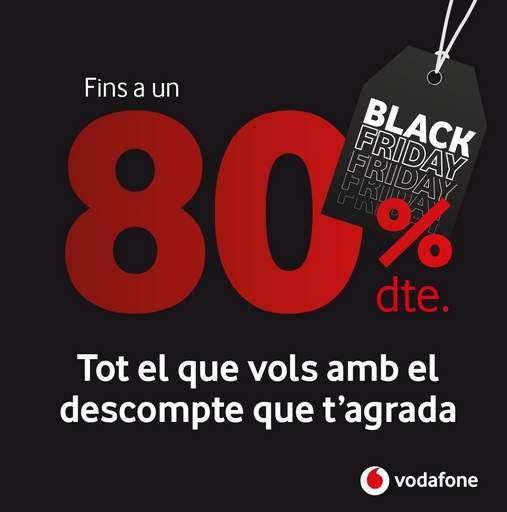 Fins a un
80%
dte.
BLACK
FRIDAY
FRIDAY
FRIDAY
FRIDAY
Tot el que vols amb el
descompte que t’agrada
vodafone